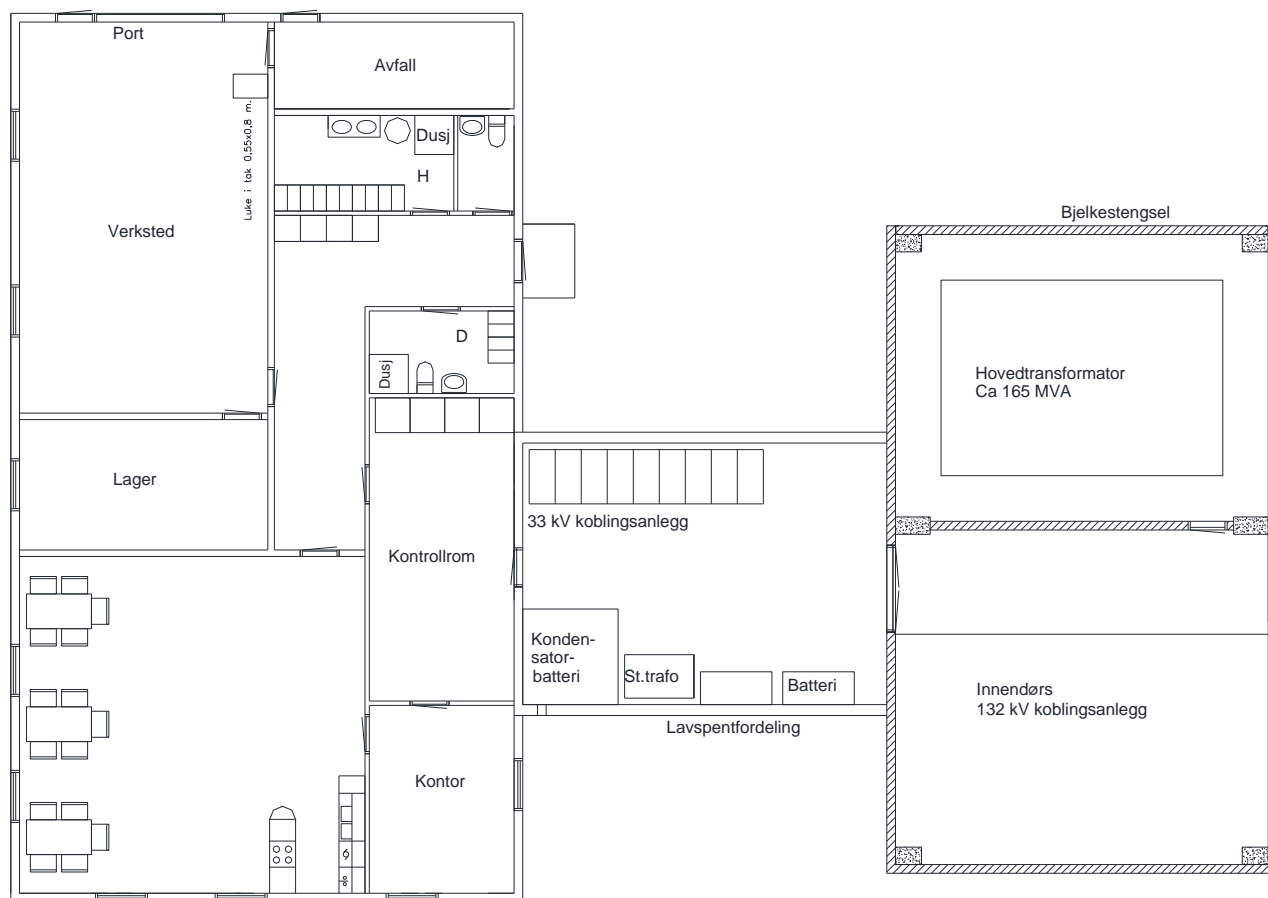 Port
Avfall
Luke i tak 0,55x0,8 m.
Dusj
H
Verksted
Bjelkestengsel
D
Dusj
Hovedtransformator
Ca 165 MVA
Lager
33 kV koblingsanlegg
Kontrollrom
Konden-
sator-
batteri
St.trafo
Batteri
Innendørs
132 kV koblingsanlegg
Lavspentfordeling
Kontor